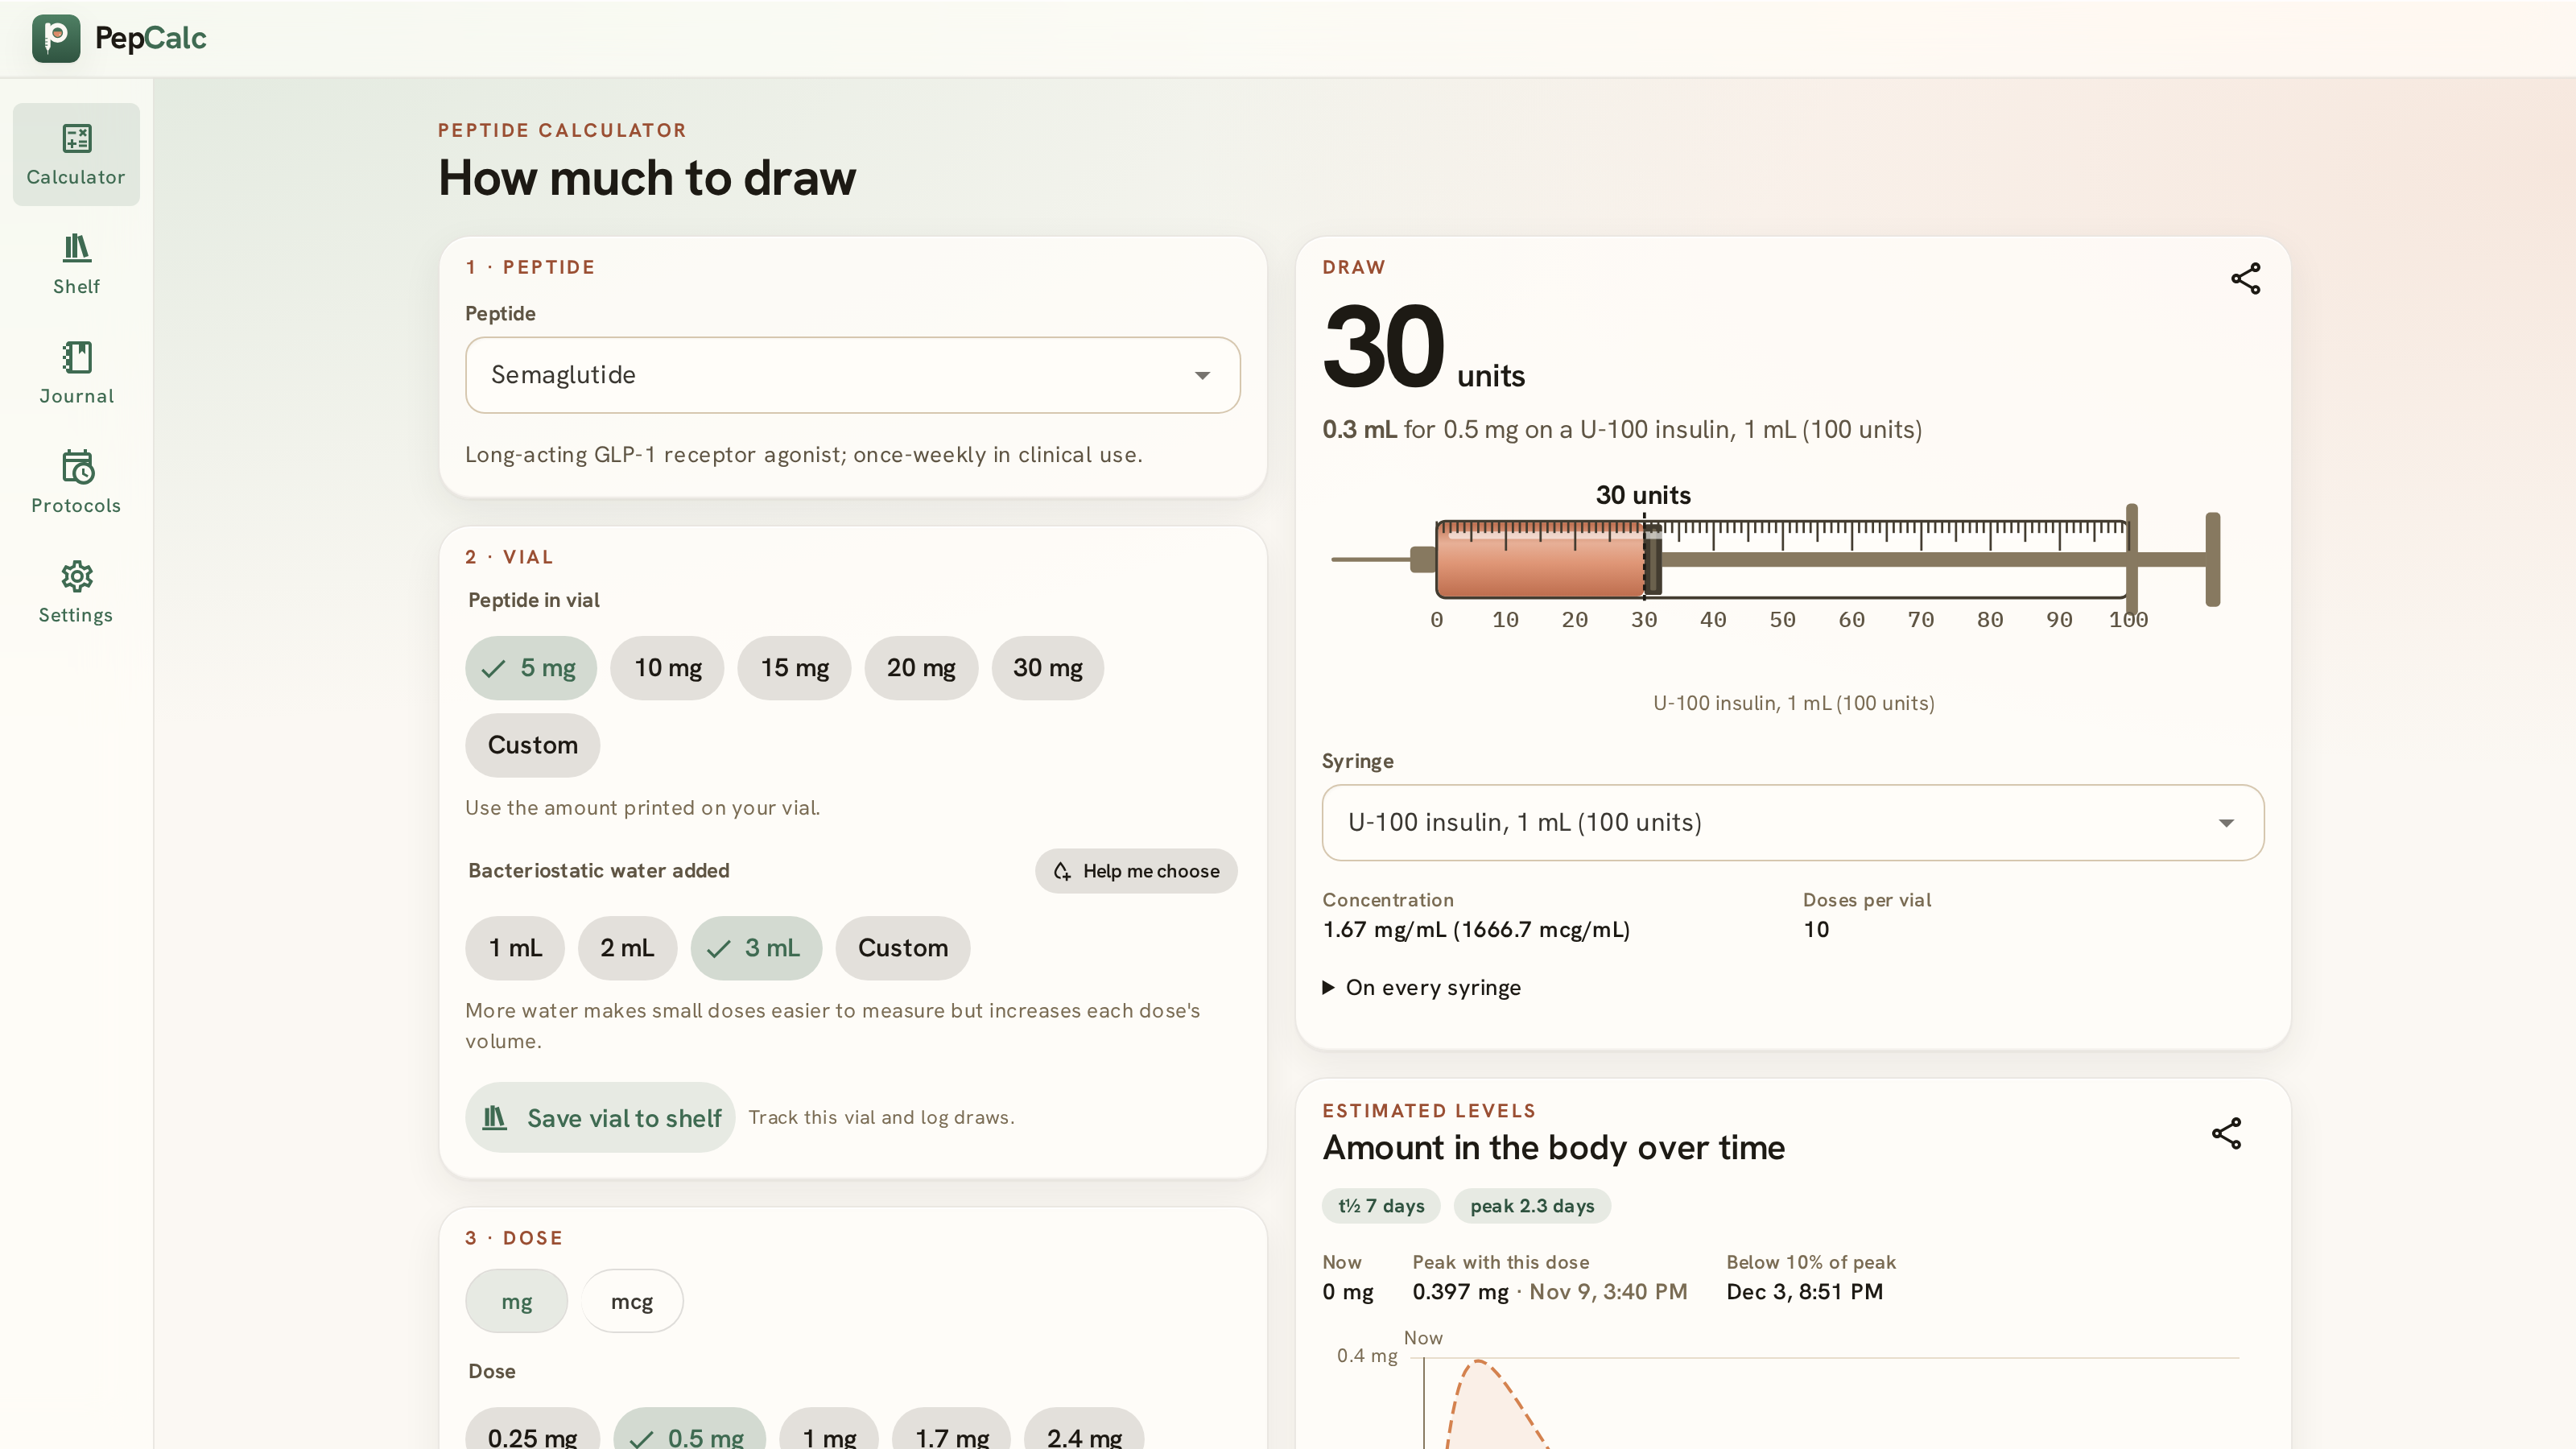 PepCalc
Calculator
Shelf
Journal
Protocols
Settings
PEPTIDE CALCULATOR
How much to draw
1 · PEPTIDE
Peptide
Semaglutide
Long-acting GLP-1 receptor agonist; once-weekly in clinical use.
2 · VIAL
Peptide in vial
5 mg 10 mg 15 mg 20 mg 30 mg
Custom
Use the amount printed on your vial.
Bacteriostatic water added Help me choose
1 mL 2 mL 3 mL Custom
More water makes small doses easier to measure but increases each dose's
volume.
Save vial to shelf Track this vial and log draws.
3 · DOSE
mg mcg
Dose
0.25 mg 0.5 mg 1 mg 1.7 mg 2.4 mg
DRAW
30 units
0.3 mL for 0.5 mg on a U-100 insulin, 1 mL (100 units)
30 units
0 10 20 30 40 50 60 70 80 90 100
U-100 insulin, 1 mL (100 units)
Syringe
U-100 insulin, 1 mL (100 units)
Concentration Doses per vial
1.67 mg/mL (1666.7 mcg/mL) 10
On every syringe
ESTIMATED LEVELS
Amount in the body over time
t½ 7 days peak 2.3 days
Now Peak with this dose Below 10% of peak
0 mg 0.397 mg · Nov 9, 3:40 PM Dec 3, 8:51 PM
Now
0.4 mg